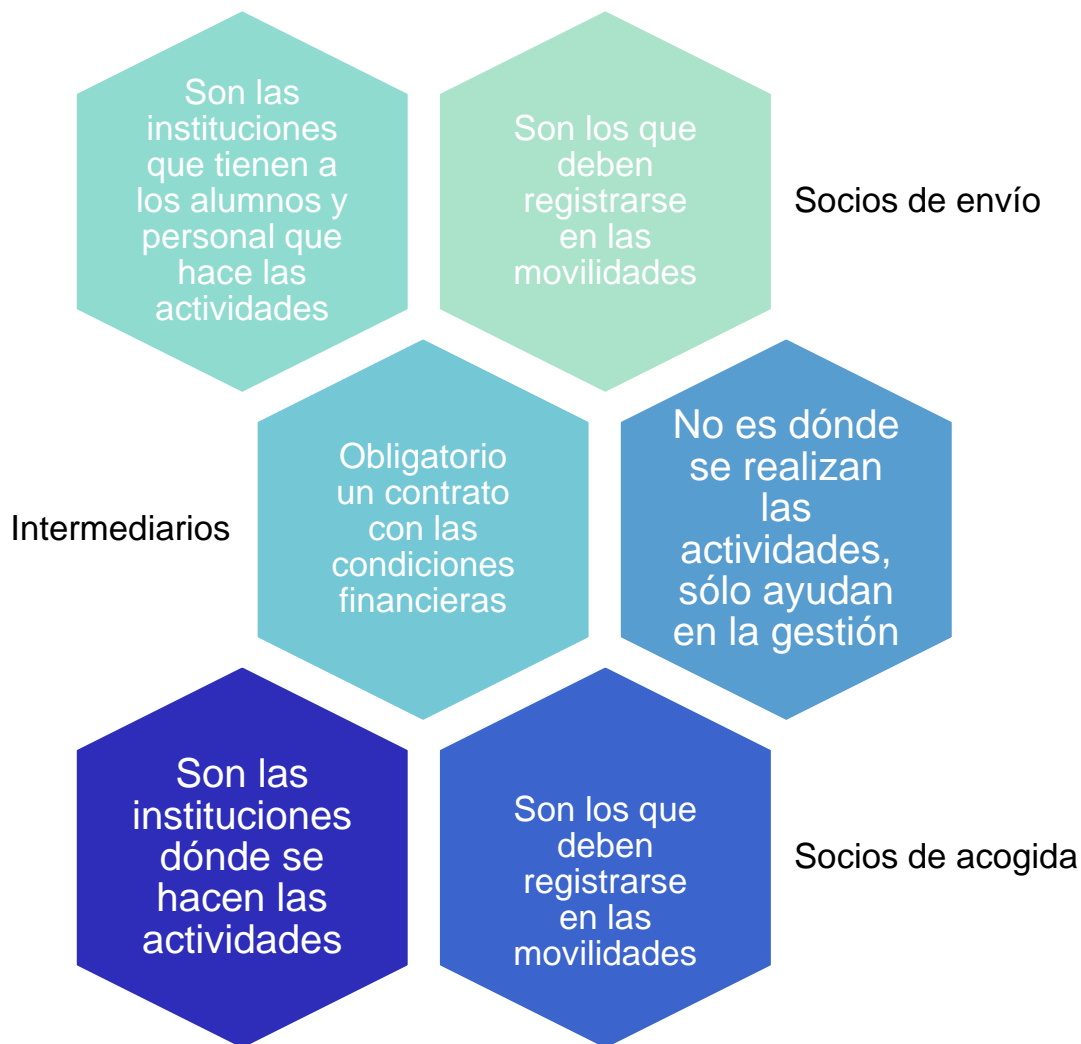 Son las
instituciones
que tienen a
los alumnos y
personal que
hace las
actividades
Son los que
deben
registrarse
en las
movilidades
Socios de envío
Intermediarios
Obligatorio
un contrato
con las
condiciones
financieras
No es dónde
se realizan
las
actividades,
sólo ayudan
en la gestión
Son las
instituciones
dónde se
hacen las
actividades
Son los que
deben
registrarse
en las
movilidades
Socios de acogida